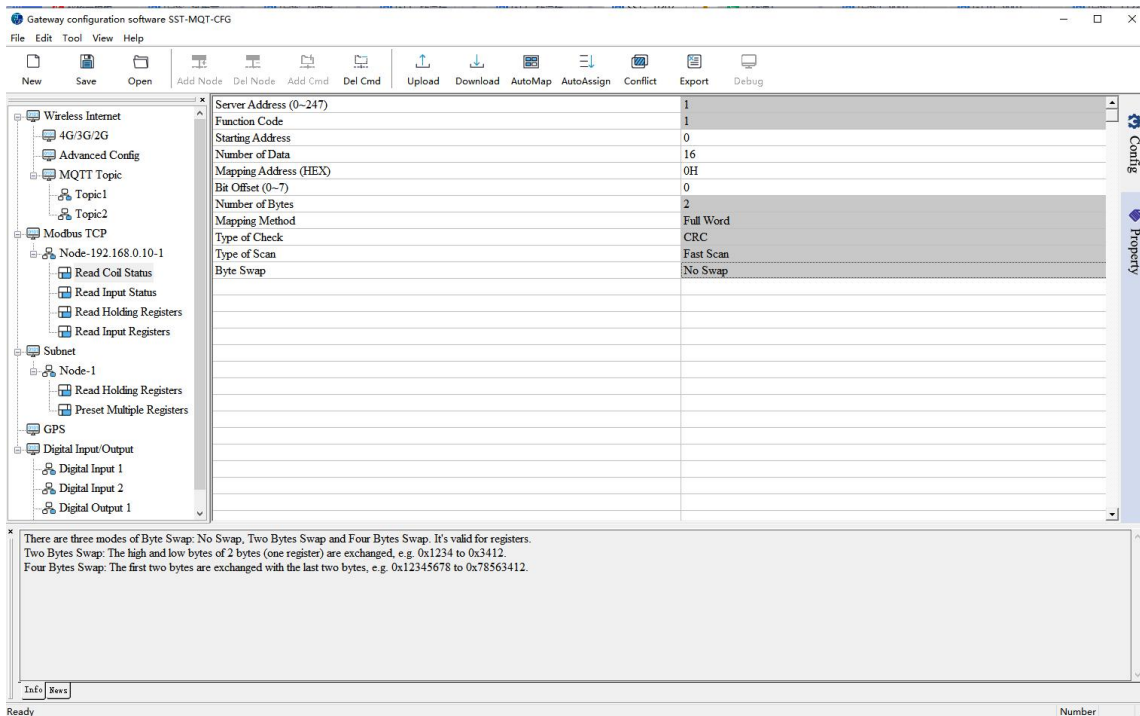 Gateway configuration software SST-MQT-CFG
File Edit Tool View Help
New Save Open Add Node Del Node Add Cmd Del Cmd Upload Download AutoMap AutoAssign Conflict Export Debug
Wireless Internet
4G/3G/2G
Advanced Config
MQTT Topic
Topic1
Topic2
Modbus TCP
Node-192.168.0.10-1
Read Coil Status
Read Input Status
Read Holding Registers
Read Input Registers
Subnet
Node-1
Read Holding Registers
Preset Multiple Registers
GPS
Digital Input/Output
Digital Input 1
Digital Input 2
Digital Output 1
Server Address (0~247) 1
Function Code 1
Starting Address 0
Number of Data 16
Mapping Address (HEX) 0H
Bit Offset (0~7) 0
Number of Bytes 2
Mapping Method Full Word
Type of Check CRC
Type of Scan Fast Scan
Byte Swap No Swap
Config
Property
There are three modes of Byte Swap: No Swap, Two Bytes Swap and Four Bytes Swap. It's valid for registers.
Two Bytes Swap: The high and low bytes of 2 bytes (one register) are exchanged, e.g. 0x1234 to 0x3412.
Four Bytes Swap: The first two bytes are exchanged with the last two bytes, e.g. 0x12345678 to 0x78563412.
Info News
Ready Number